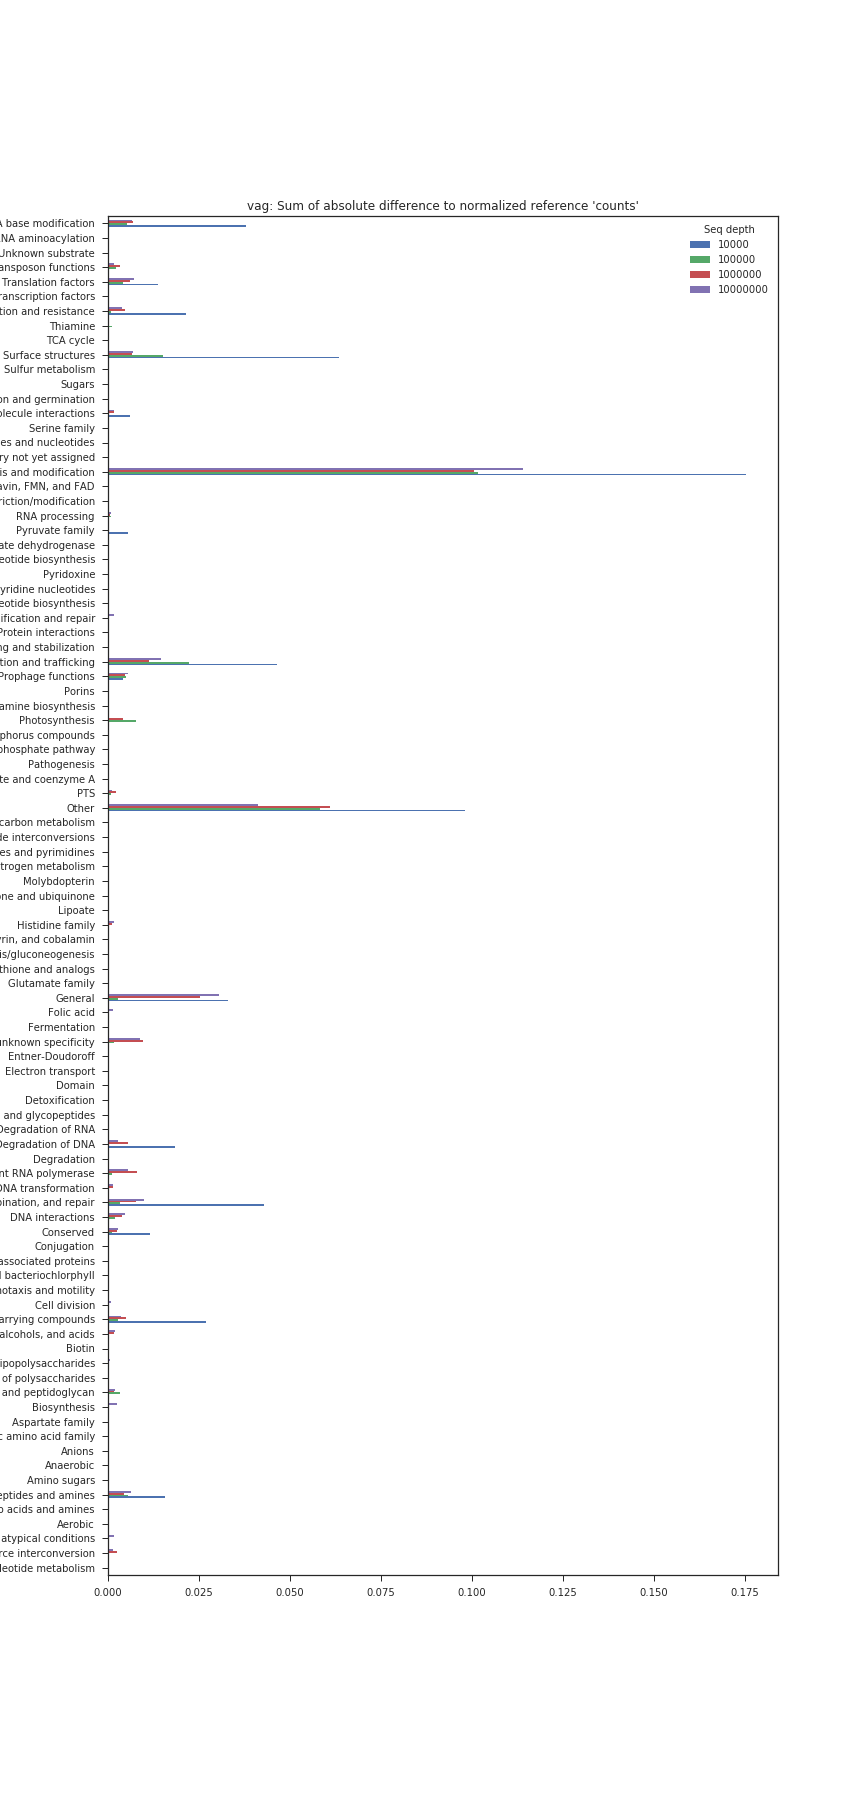 vag: Sum of absolute difference to normalized reference 'counts'
Seq depth
10000
100000
1000000
10000000
A base modification
NA aminoacylation
Unknown substrate
ansposon functions
Translation factors
ranscription factors
tion and resistance
Thiamine
TCA cycle
Surface structures
Sulfur metabolism
Sugars
on and germination
olecule interactions
Serine family
es and nucleotides
ry not yet assigned
is and modification
avin, FMN, and FAD
riction/modification
RNA processing
Pyruvate family
ate dehydrogenase
eotide biosynthesis
Pyridoxine
yridine nucleotides
eotide biosynthesis
ification and repair
Protein interactions
ng and stabilization
tion and trafficking
Prophage functions
Porins
amine biosynthesis
Photosynthesis
phorus compounds
phosphate pathway
Pathogenesis
te and coenzyme A
PTS
Other
carbon metabolism
de interconversions
es and pyrimidines
trogen metabolism
Molybdopterin
one and ubiquinone
Lipoate
Histidine family
yrin, and cobalamin
is/gluconeogenesis
thione and analogs
Glutamate family
General
Folic acid
Fermentation
unknown specificity
Entner-Doudoroff
Electron transport
Domain
Detoxification
and glycopeptides
Degradation of RNA
Degradation of DNA
Degradation
nt RNA polymerase
DNA transformation
bination, and repair
DNA interactions
Conserved
Conjugation
associated proteins
l bacteriochlorphyll
notaxis and motility
Cell division
arrying compounds
alcohols, and acids
Biotin
lipopolysaccharides
of polysaccharides
and peptidoglycan
Biosynthesis
Aspartate family
c amino acid family
Anions
Anaerobic
Amino sugars
eptides and amines
o acids and amines
Aerobic
atypical conditions
rce interconversion
leotide metabolism
0.000 0.025 0.050 0.075 0.100 0.125 0.150 0.175